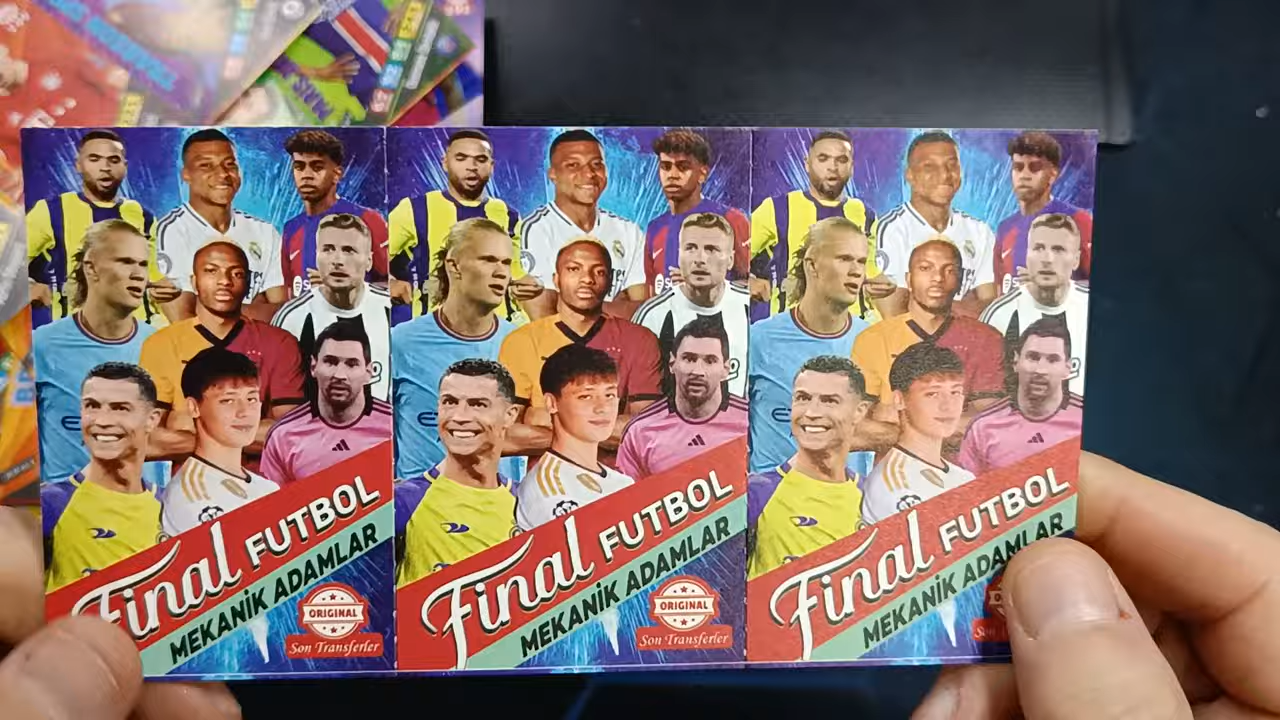 Final FUTBOL
MEKANİK ADAMLAR
ORIGINAL
Son Transferler
Final FUTBOL
MEKANİK ADAMLAR
ORIGINAL
Son Transferler
Final FUTBOL
MEKANİK ADAMLAR